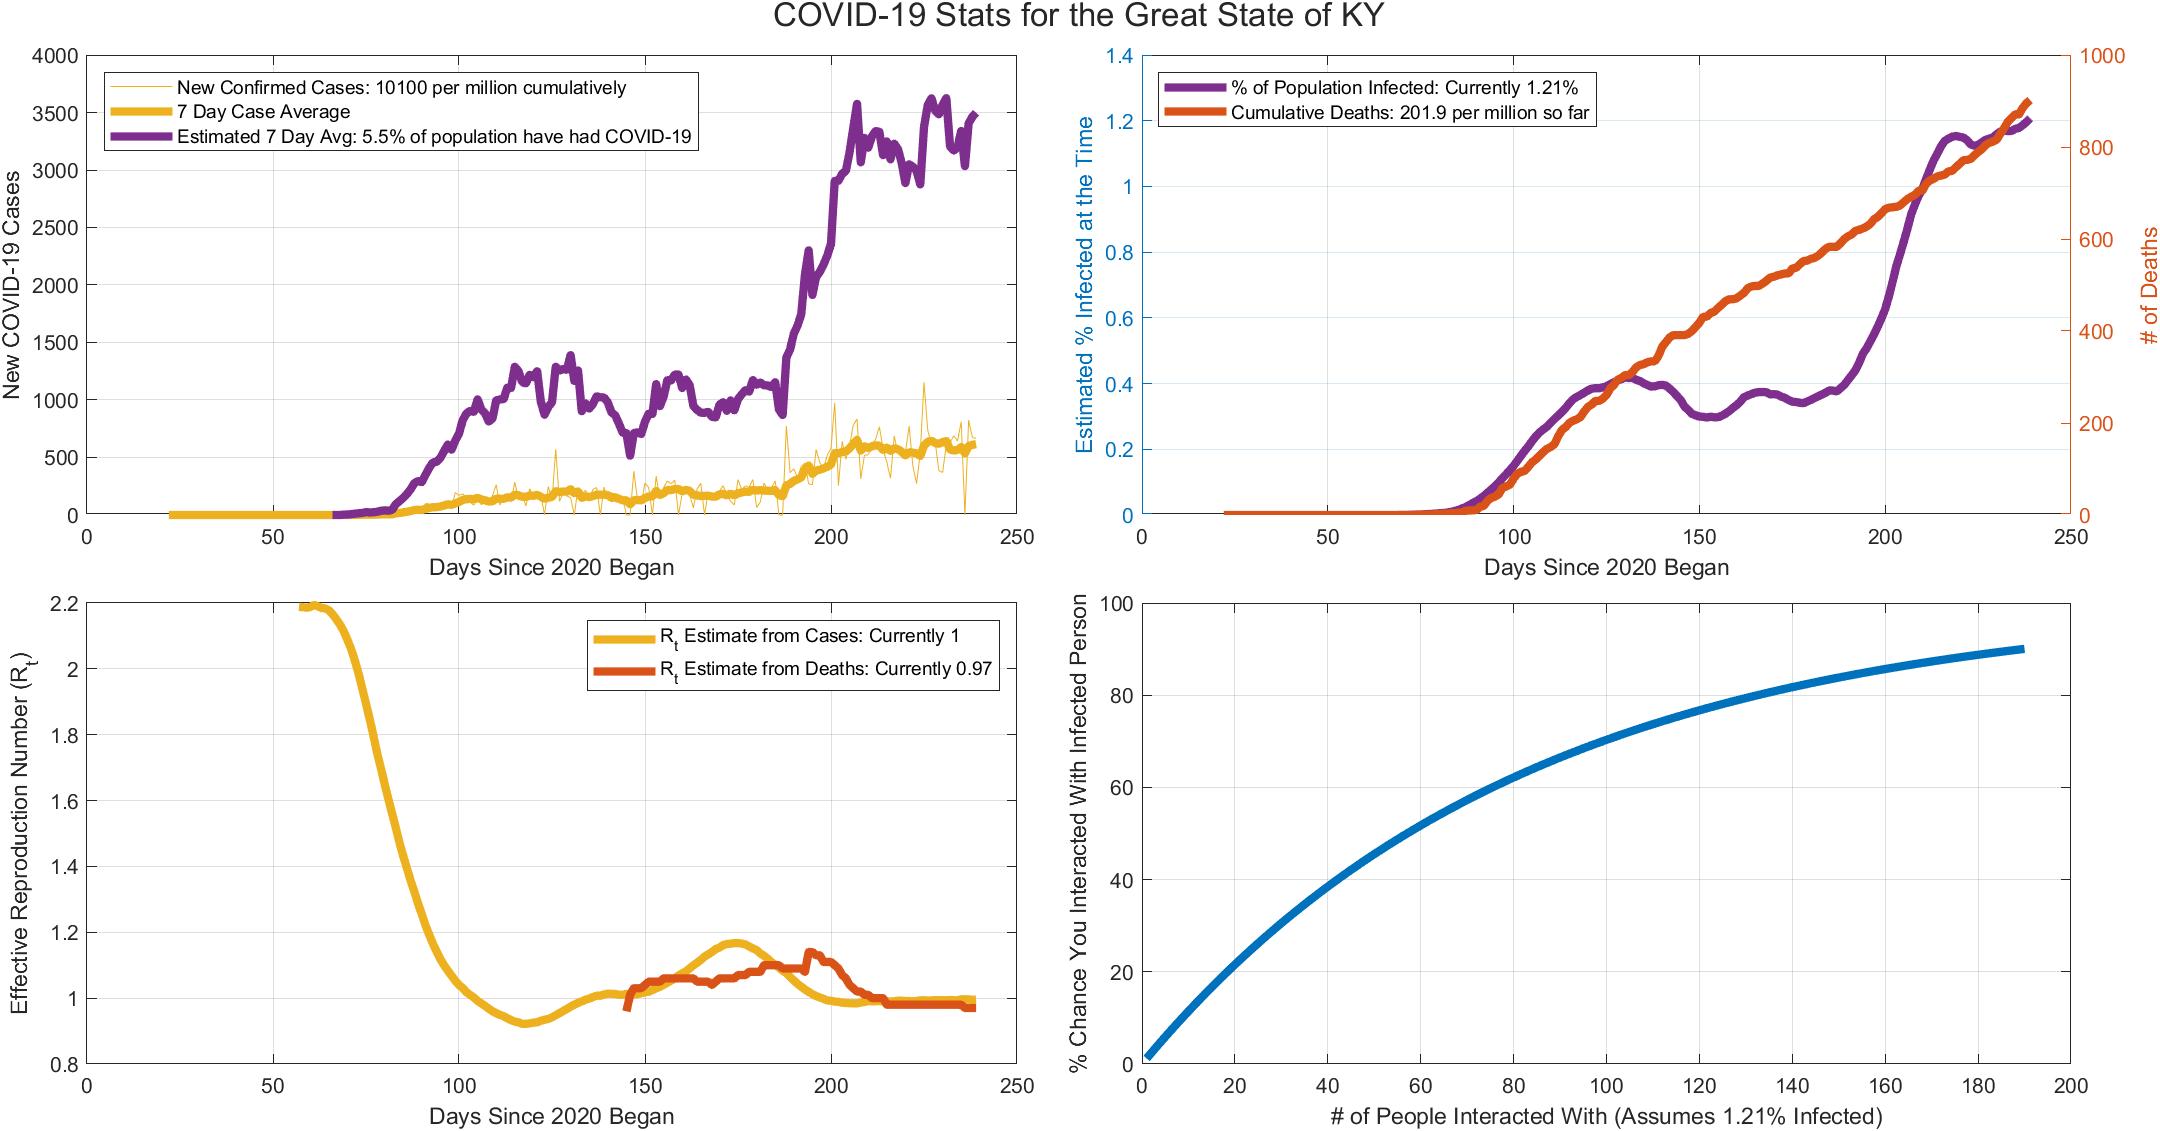 COVID-19 Stats for the Great State of KY
4000
3500
3000
2500
2000
1500
1000
500
0
New COVID-19 Cases
New Confirmed Cases: 10100 per million cumulatively
7 Day Case Average
Estimated 7 Day Avg: 5.5% of population have had COVID-19
0 50 100 150 200 250
Days Since 2020 Began
1.4
1.2
1
0.8
0.6
0.4
0.2
0
Estimated % Infected at the Time
% of Population Infected: Currently 1.21%
Cumulative Deaths: 201.9 per million so far
1000
800
600
400
200
0
# of Deaths
0 50 100 150 200 250
Days Since 2020 Began
2.2
2
1.8
1.6
1.4
1.2
1
0.8
Effective Reproduction Number (Rt)
Rt Estimate from Cases: Currently 1
Rt Estimate from Deaths: Currently 0.97
0 50 100 150 200 250
Days Since 2020 Began
100
80
60
40
20
0
% Chance You Interacted With Infected Person
0 20 40 60 80 100 120 140 160 180 200
# of People Interacted With (Assumes 1.21% Infected)